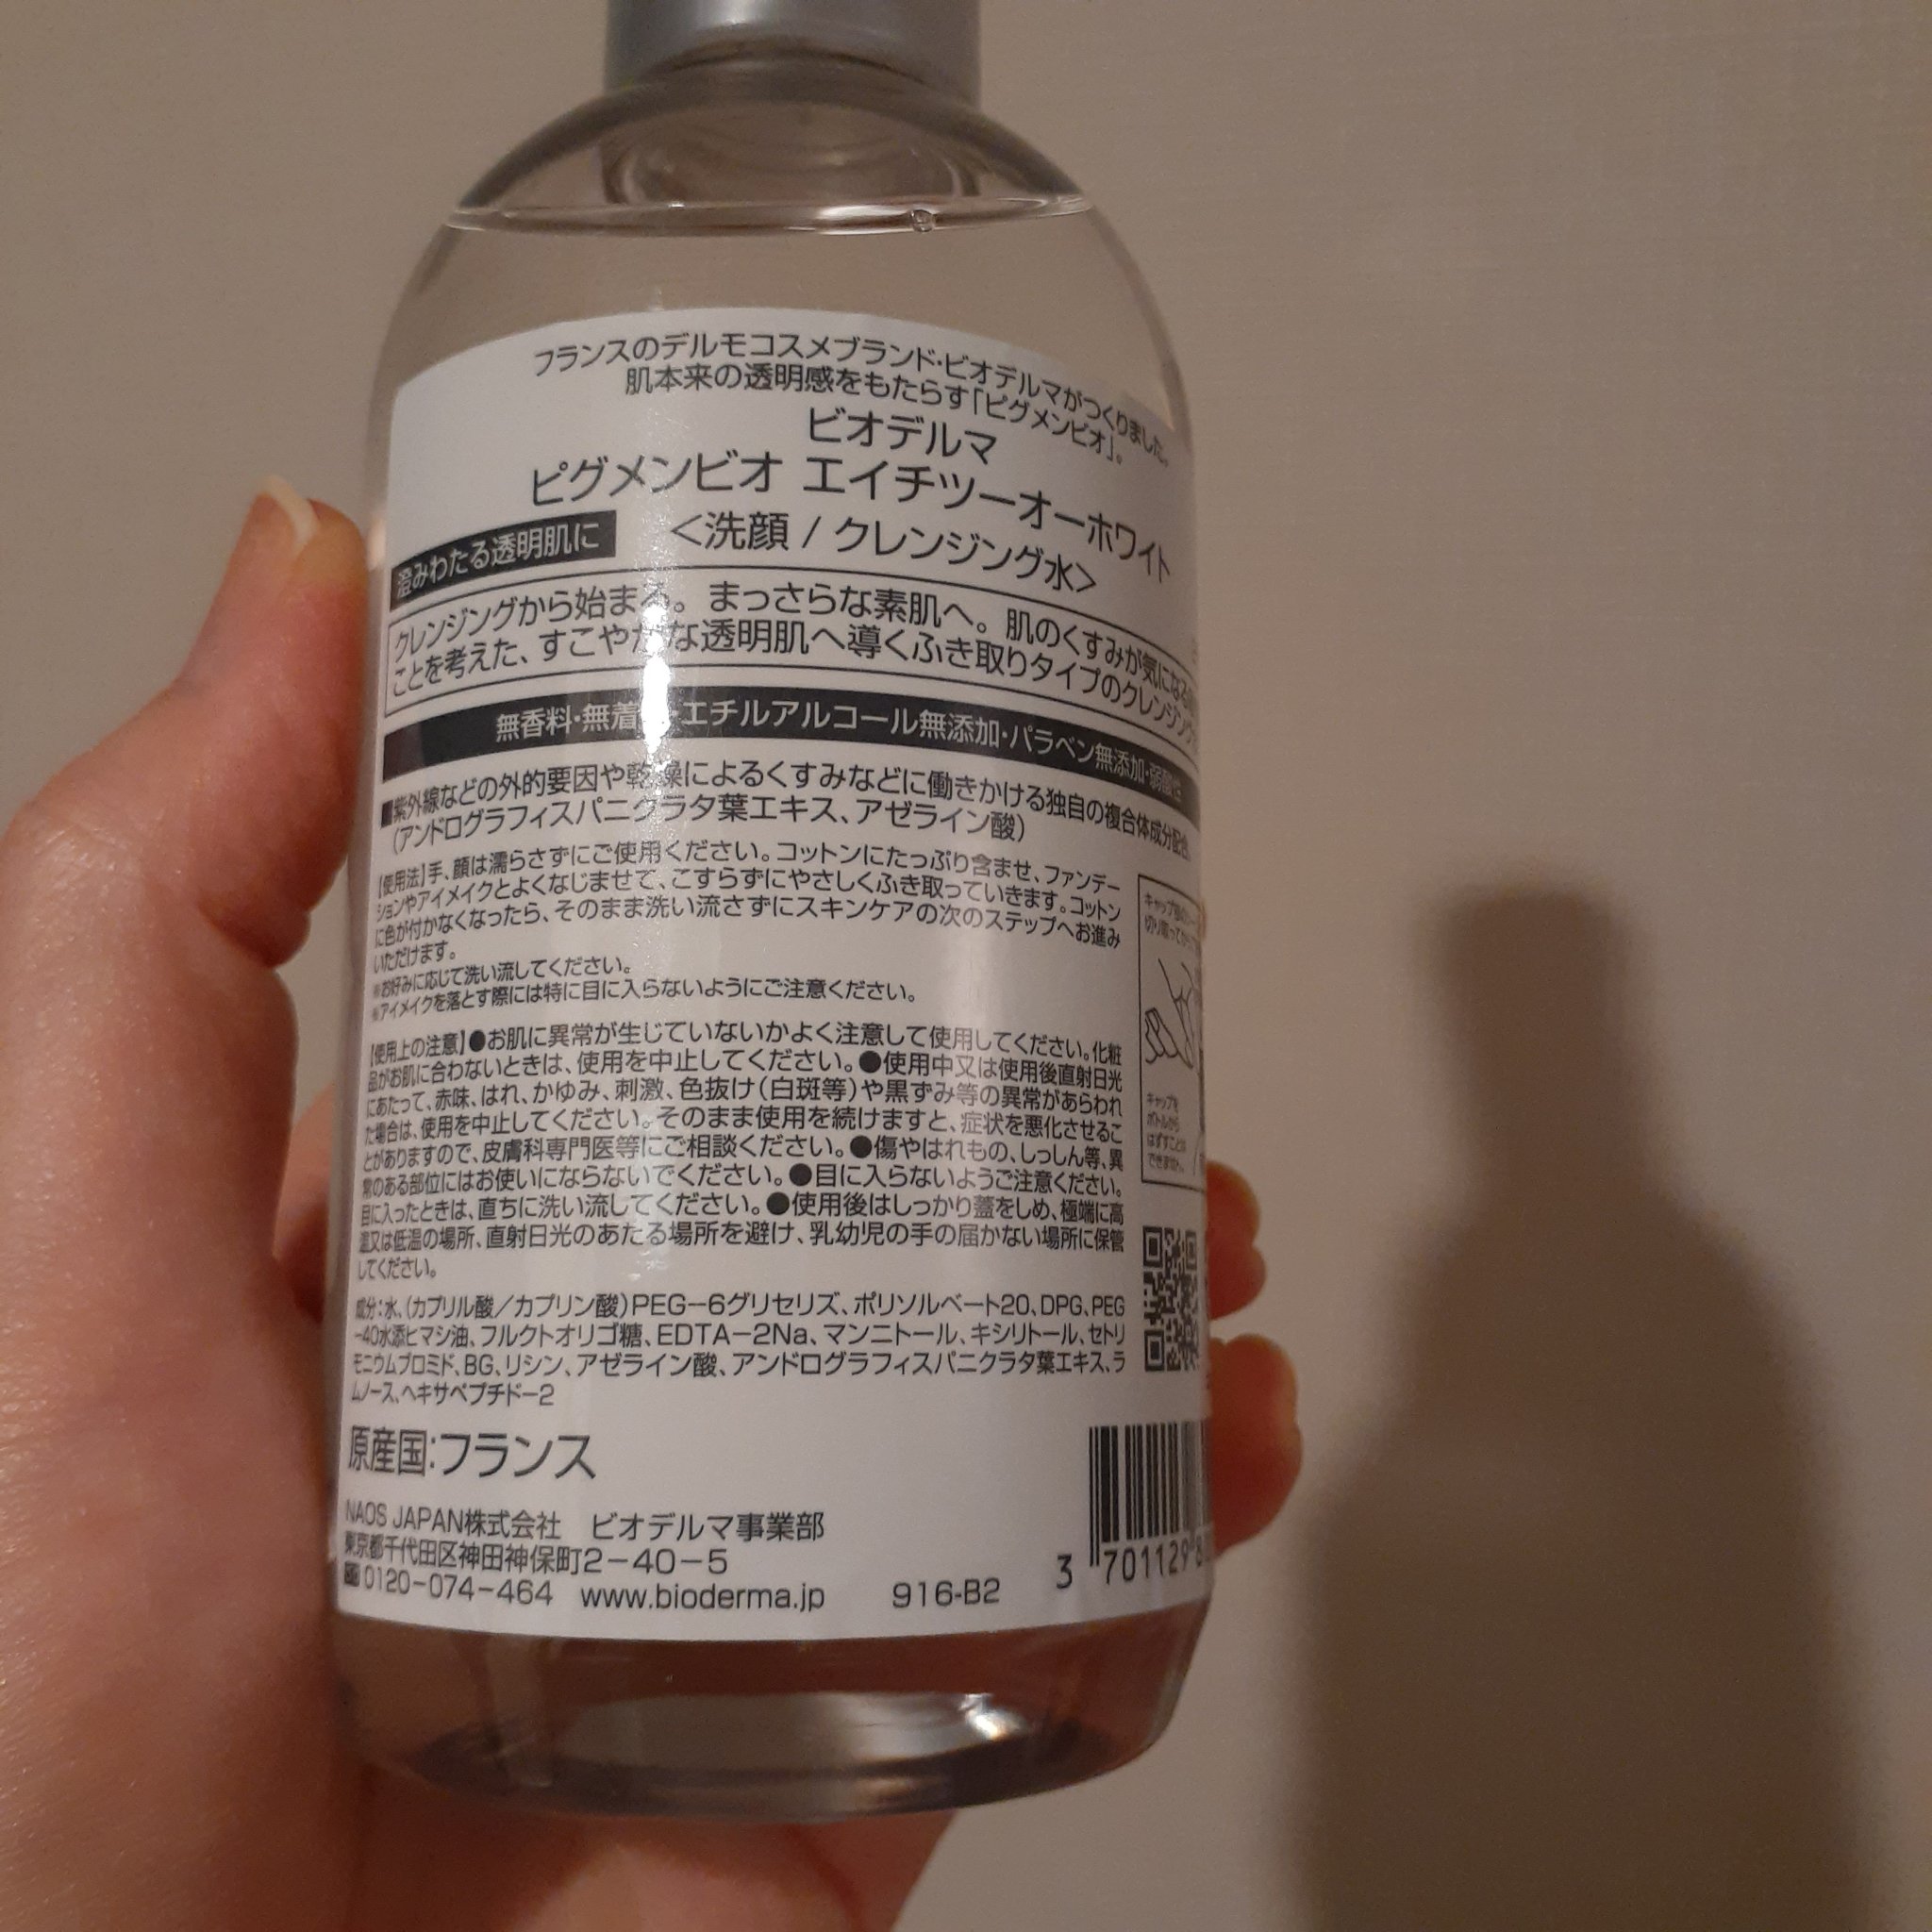 フランスのデルモコスメブランド・ビオデルマがつくりました。
肌本来の透明感をもたらす「ピグメンビオ」。
ビオデルマ
ピグメンビオ エイチツーオーホワイト
<洗顔 / クレンジング水>
澄みわたる透明肌に
クレンジングから始まる。まっさらな素肌へ。肌のくすみが気になる
ことを考えた、すこやかな透明肌へ導くふき取りタイプのクレンジング
無香料・無着・エチルアルコール無添加・パラベン無添加・弱酸性
■紫外線などの外的要因や乾燥によるくすみなどに働きかける独自の複合体成分配合
(アンドログラフィスパニクラタ葉エキス、アゼライン酸)
【使用法】手、顔は濡らさずにご使用ください。コットンにたっぷり含ませ、ファンデー
ションやアイメイクとよくなじませて、こすらずにやさしくふき取っていきます。コットン
に色が付かなくなったら、そのまま洗い流さずにスキンケアの次のステップへお進み
いただけます。
※お好みに応じて洗い流してください。
※アイメイクを落とす際には特に目に入らないようにご注意ください。
【使用上の注意】●お肌に異常が生じていないかよく注意して使用してください。化粧
品がお肌に合わないときは、使用を中止してください。●使用中又は使用後直射日光
にあたって、赤味、はれ、かゆみ、刺激、色抜け(白斑等)や黒ずみ等の異常があらわれ
た場合は、使用を中止してください。そのまま使用を続けますと、症状を悪化させるこ
とがありますので、皮膚科専門医等にご相談ください。●傷やはれもの、しっしん等、異
常のある部位にはお使いにならないでください。●目に入らないようご注意ください。
目に入ったときは、直ちに洗い流してください。●使用後はしっかり蓋をしめ、極端に高
温又は低温の場所、直射日光のあたる場所を避け、乳幼児の手の届かない場所に保管
してください。
キャップを
ボトルから
はずすことは
できません。
成分:水、(カプリル酸/カプリン酸)PEG-6グリセリズ、ポリソルベート20、DPG、PEG
-40水添ヒマシ油、フルクトオリゴ糖、EDTA-2Na、マンニトール、キシリトール、セトリ
モニウムブロミド、BG、リシン、アゼライン酸、アンドログラフィスパニクラタ葉エキス、ラ
ムノース、ヘキサペプチド-2
原産国:フランス
NAOS JAPAN株式会社 ビオデルマ事業部
東京都千代田区神田神保町2-40-5
0120-074-464 www.bioderma.jp 916-B2
3 701129 8